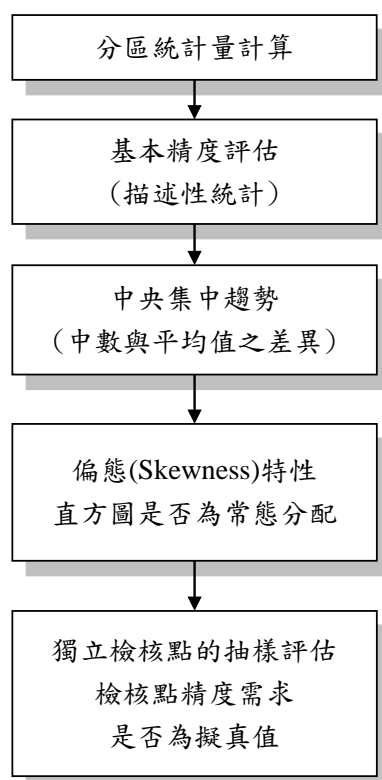 分區統計量計算
基本精度評估
(描述性統計)
中央集中趨勢
(中數與平均值之差異)
偏態(Skewness)特性
直方圖是否為常態分配
獨立檢核點的抽樣評估
檢核點精度需求
是否為擬真值